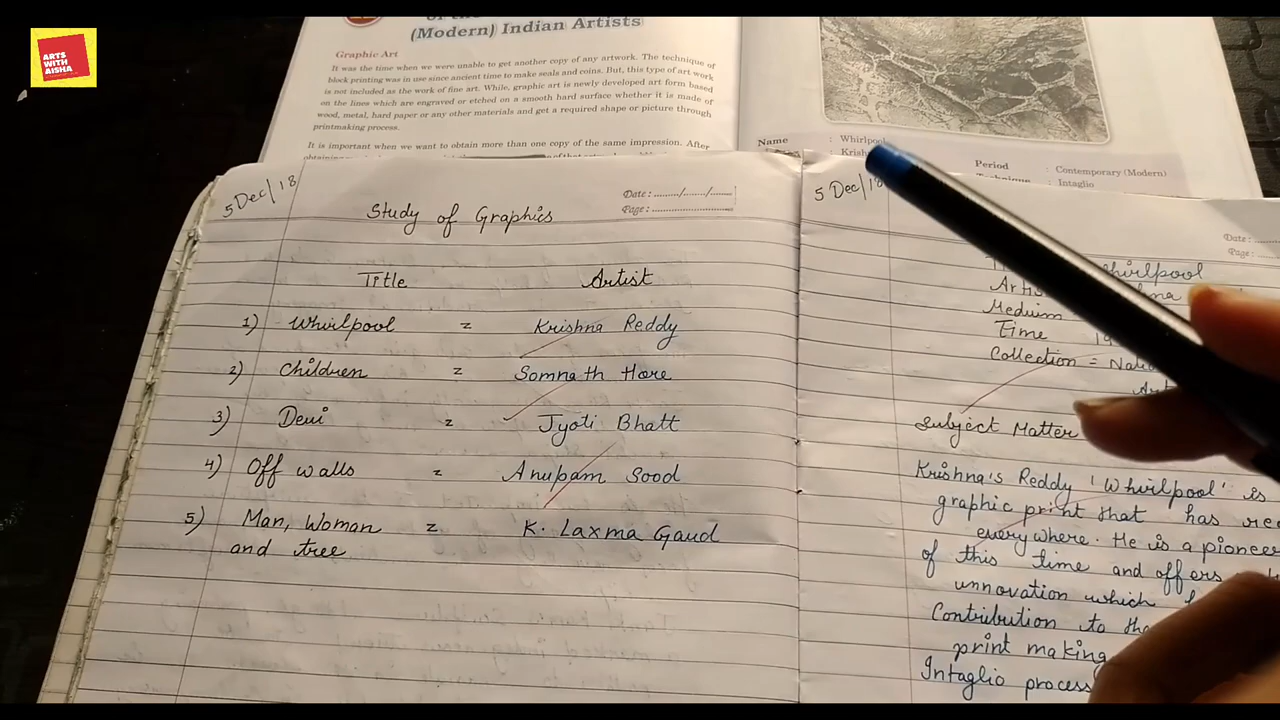 ARTS
WITH
AISHA
(Modern) Indian Artists
Graphic Art
It was the time when we were unable to get another copy of any artwork. The technique of
block printing was in use since ancient time to make seals and coins. But, this type of art work
is not included as the work of fine art. While, graphic art is newly developed art form based
on the lines which are engraved or etched on a smooth hard surface whether it is made of
wood, metal, hard paper or any other materials and get a required shape or picture through
printmaking process.
It is important when we want to obtain more than one copy of the same impression. After
Name : Whirlpool
Period : Contemporary (Modern)
: Intaglio
5 Dec/18
Date : ......../......./.......
Page : ........................
Study of Graphics
Title Artist
1) Whirlpool = Krishna Reddy
2) Children = Somnath Hore
3) Devi = Jyoti Bhatt
4) Off walls = Anupam Sood
5) Man, Woman = K. Laxma Gaud
and tree
5 Dec/18
Date :
Page :
Whirlpool
Medium
Time
Collection =
Subject Matter
Krishna's Reddy 'Whirlpool' is
graphic print that has
everywhere. He is a pioneer
of this time and offers
unnovation which
Contribution to
print making
Intaglio process